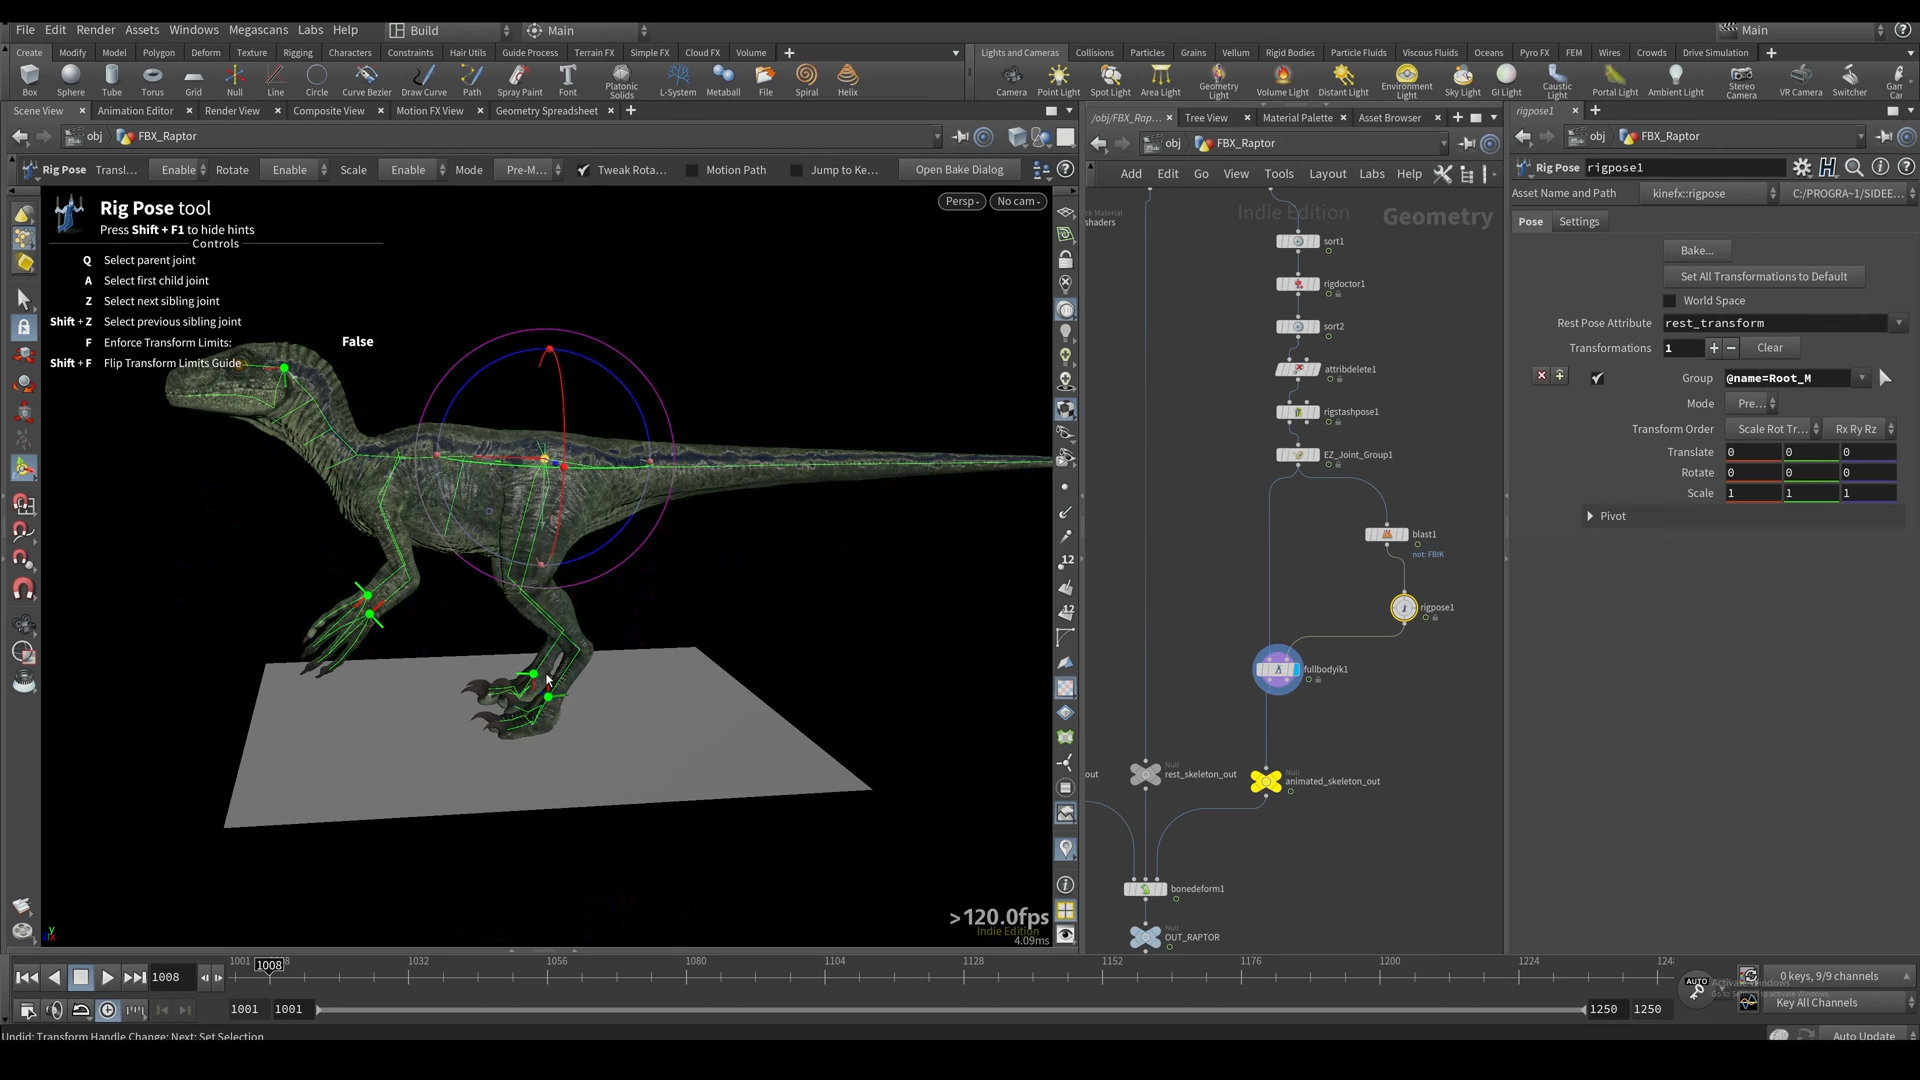 File Edit Render Assets Windows Megascans Labs Help Build Main Main
Create Modify Model Polygon Deform Texture Rigging Characters Constraints Hair Utils Guide Process Terrain FX Simple FX Cloud FX Volume
Lights and Cameras Collisions Particles Grains Vellum Rigid Bodies Particle Fluids Viscous Fluids Oceans Pyro FX FEM Wires Crowds Drive Simulation
Box Sphere Tube Torus Grid Null Line Circle Curve Bezier Draw Curve Path Spray Paint Font Platonic Solids L-System Metaball File Spiral Helix
Camera Point Light Spot Light Area Light Geometry Light Volume Light Distant Light Environment Light Sky Light GI Light Caustic Light Portal Light Ambient Light Stereo Camera VR Camera Switcher
Scene View Animation Editor Render View Composite View Motion FX View Geometry Spreadsheet
/obj/FBX_Rap... Tree View Material Palette Asset Browser
rigpose1
obj FBX_Raptor
obj FBX_Raptor
obj FBX_Raptor
Rig Pose Transl... Enable Rotate Enable Scale Enable Mode Pre-M... Tweak Rota... Motion Path Jump to Ke... Open Bake Dialog
Add Edit Go View Tools Layout Labs Help
Rig Pose rigpose1
Asset Name and Path kinefx::rigpose C:/PROGRA~1/SIDEE...
Pose Settings
Bake...
Set All Transformations to Default
World Space
Rest Pose Attribute rest_transform
Transformations 1 Clear
Group @name=Root_M
Mode Pre...
Transform Order Scale Rot Tr... Rx Ry Rz
Translate 0 0 0
Rotate 0 0 0
Scale 1 1 1
Pivot
Rig Pose tool
Press Shift + F1 to hide hints
Controls
Q Select parent joint
A Select first child joint
Z Select next sibling joint
Shift + Z Select previous sibling joint
F Enforce Transform Limits: False
Shift + F Flip Transform Limits Guide
Persp No cam
12
12
>120.0fps
Indie Edition
4.09ms
Indie Edition
Geometry
shaders
sort1
rigdoctor1
sort2
attribdelete1
rigstashpose1
EZ_Joint_Group1
blast1
not: FBIK
rigpose1
fullbodyik1
out
Null
rest_skeleton_out
Null
animated_skeleton_out
bonedeform1
Null
OUT_RAPTOR
1008
1001 1008 1032 1056 1080 1104 1128 1152 1176 1200 1224
1001 1001 1250 1250
AUTO
0 keys, 9/9 channels
Activate Windows
Key All Channels
Undid: Transform Handle Change; Next: Set Selection
Auto Update